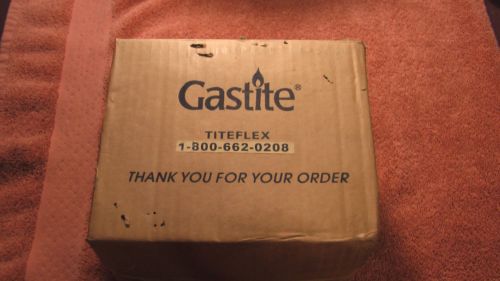 Gastite®
TITEFLEX
1-800-662-0208
THANK YOU FOR YOUR ORDER